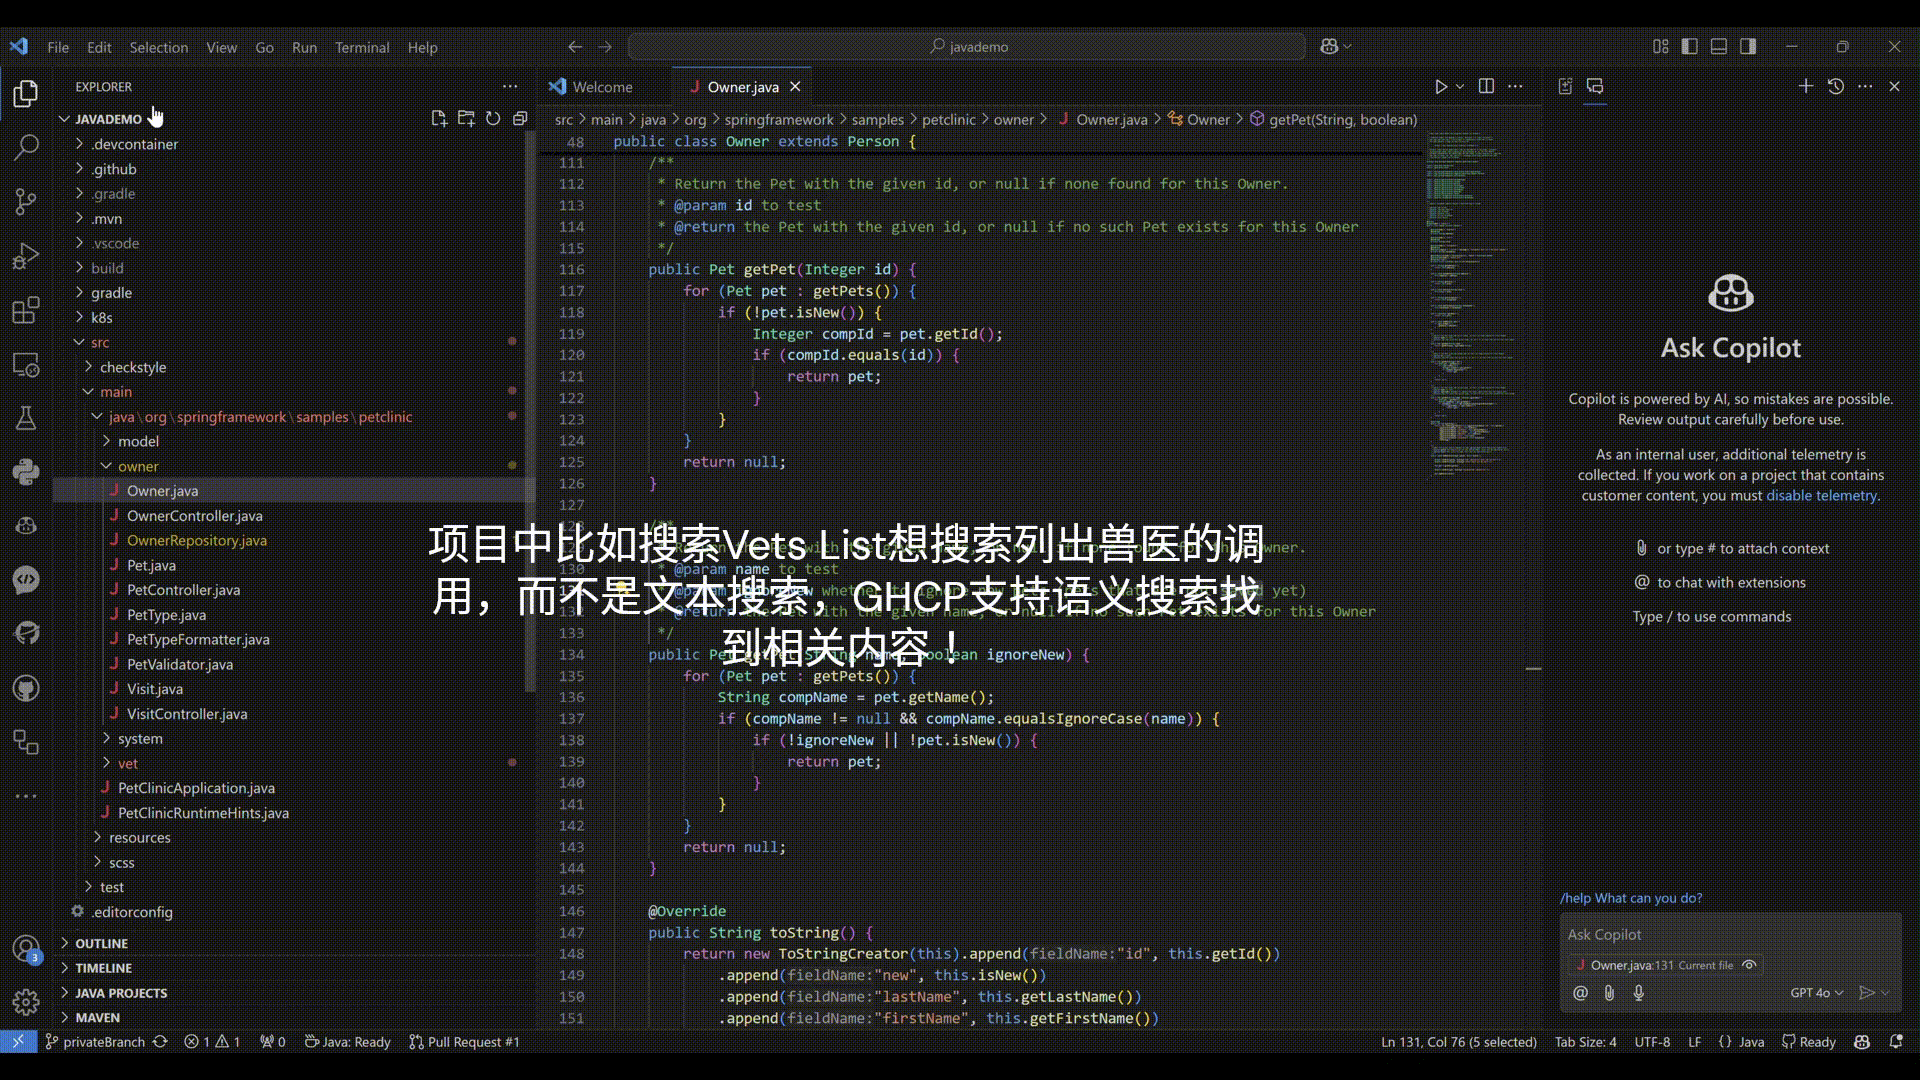 File Edit Selection View Go Run Terminal Help
javademo
EXPLORER
JAVADEMO
.devcontainer
.github
.gradle
.mvn
.vscode
build
gradle
k8s
src
checkstyle
main
java\org\springframework\samples\petclinic
model
owner
Owner.java
OwnerController.java
OwnerRepository.java
Pet.java
PetController.java
PetType.java
PetTypeFormatter.java
PetValidator.java
Visit.java
VisitController.java
system
vet
PetClinicApplication.java
PetClinicRuntimeHints.java
resources
scss
test
.editorconfig
OUTLINE
TIMELINE
JAVA PROJECTS
MAVEN
Welcome
Owner.java
src > main > java > org > springframework > samples > petclinic > owner > Owner.java > Owner > getPet(String, boolean)
48 public class Owner extends Person {
111 /**
112 * Return the Pet with the given id, or null if none found for this Owner.
113 * @param id to test
114 * @return the Pet with the given id, or null if no such Pet exists for this Owner
115 */
116 public Pet getPet(Integer id) {
117 for (Pet pet : getPets()) {
118 if (!pet.isNew()) {
119 Integer compId = pet.getId();
120 if (compId.equals(id)) {
121 return pet;
122 }
123 }
124 }
125 return null;
126 }
127
项目中比如搜索Vets List想搜索列出兽医的调
用，而不是文本搜索，GHCP支持语义搜索找
到相关内容！
130 * @param name to test
133 */
134 public Pet getPet(String name, boolean ignoreNew) {
135 for (Pet pet : getPets()) {
136 String compName = pet.getName();
137 if (compName != null && compName.equalsIgnoreCase(name)) {
138 if (!ignoreNew || !pet.isNew()) {
139 return pet;
140 }
141 }
142 }
143 return null;
144 }
145
146 @Override
147 public String toString() {
148 return new ToStringCreator(this).append(fieldName:"id", this.getId())
149 .append(fieldName:"new", this.isNew())
150 .append(fieldName:"lastName", this.getLastName())
151 .append(fieldName:"firstName", this.getFirstName())
Ask Copilot
Copilot is powered by AI, so mistakes are possible.
Review output carefully before use.
As an internal user, additional telemetry is
collected. If you work on a project that contains
customer content, you must disable telemetry.
or type # to attach context
@ to chat with extensions
Type / to use commands
/help What can you do?
Ask Copilot
Owner.java:131 Current file
GPT 4o
3
privateBranch 1 1 0 Java: Ready Pull Request #1
Ln 131, Col 76 (5 selected) Tab Size: 4 UTF-8 LF {} Java Ready